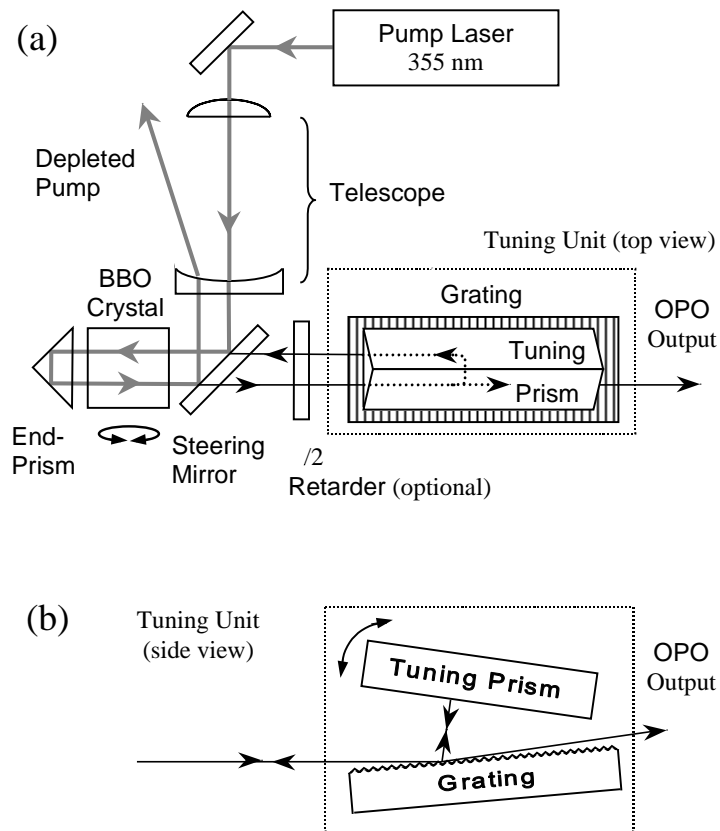 (a)
Pump Laser
355 nm
Depleted
Pump
Telescope
Tuning Unit (top view)
BBO
Crystal
Grating
OPO
Output
Tuning
Prism
End-
Prism
Steering
Mirror
/2
Retarder (optional)
(b)
Tuning Unit
(side view)
Tuning Prism
OPO
Output
Grating